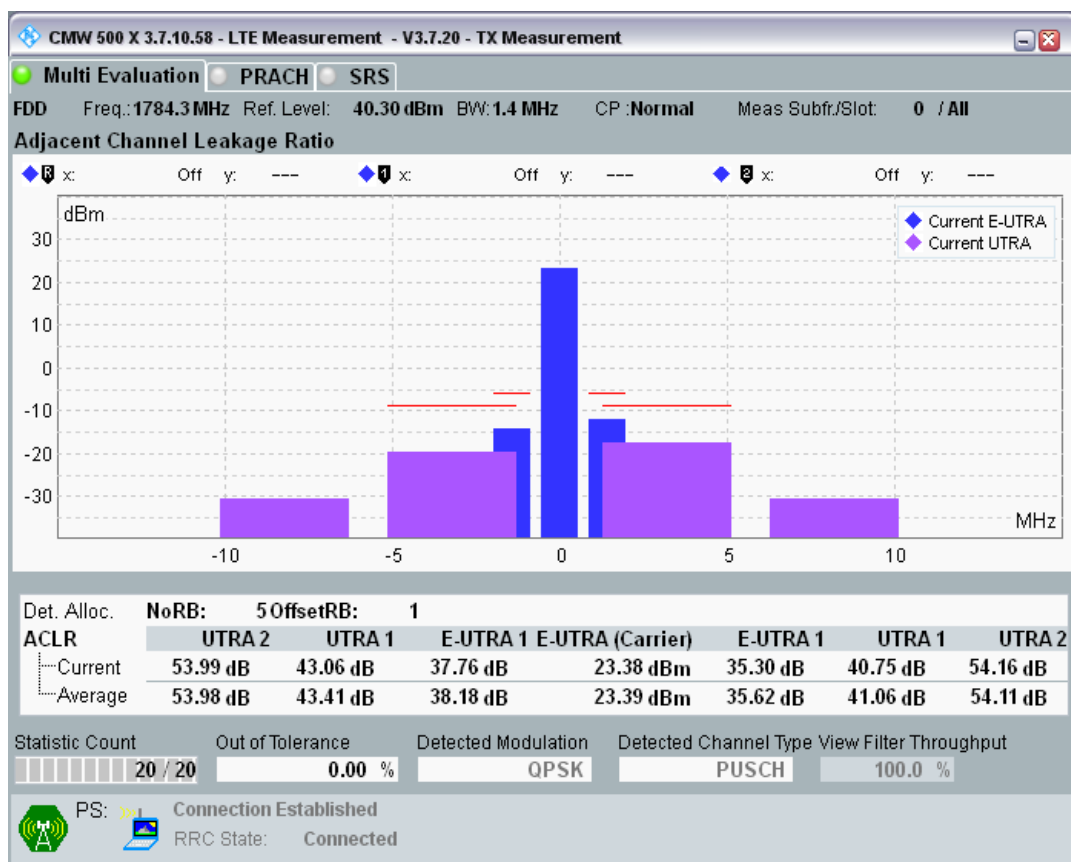 CMW 500 X 3.7.10.58 - LTE Measurement - V3.7.20 - TX Measurement
Multi Evaluation PRACH SRS
FDD Freq.: 1784.3 MHz Ref. Level: 40.30 dBm BW: 1.4 MHz CP :Normal Meas Subfr./Slot: 0 / All
Adjacent Channel Leakage Ratio
R x: Off y: --- 1 x: Off y: --- 2 x: Off y: ---
dBm
Current E-UTRA
Current UTRA
30
20
10
0
-10
-20
-30
MHz
-10 -5 0 5 10
Det. Alloc. NoRB: 5 OffsetRB: 1
ACLR UTRA 2 UTRA 1 E-UTRA 1 E-UTRA (Carrier) E-UTRA 1 UTRA 1 UTRA 2
Current 53.99 dB 43.06 dB 37.76 dB 23.38 dBm 35.30 dB 40.75 dB 54.16 dB
Average 53.98 dB 43.41 dB 38.18 dB 23.39 dBm 35.62 dB 41.06 dB 54.11 dB
Statistic Count Out of Tolerance Detected Modulation Detected Channel Type View Filter Throughput
20 / 20 0.00 % QPSK PUSCH 100.0 %
PS: Connection Established
RRC State: Connected